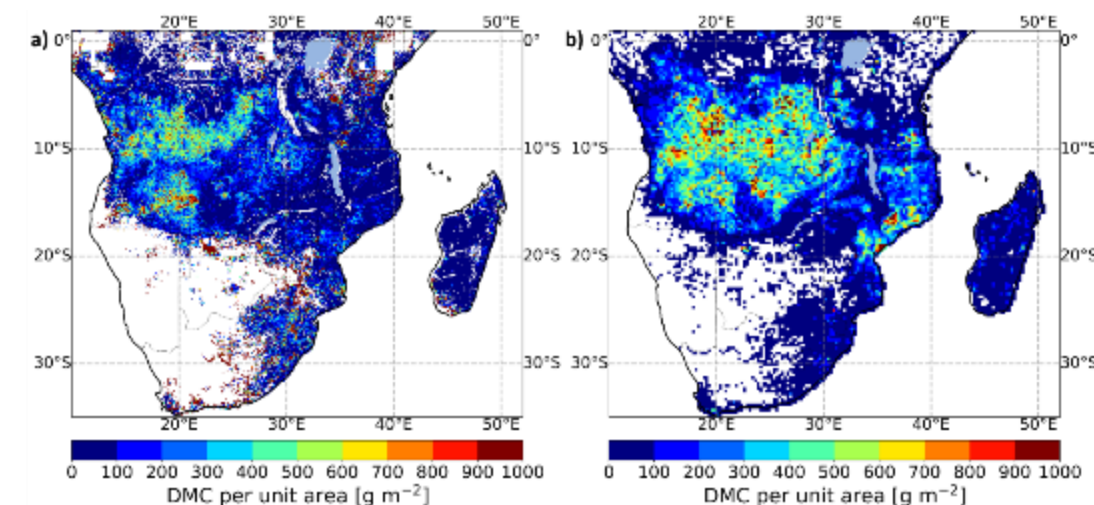 20°E 30°E 40°E 50°E 20°E 30°E 40°E 50°E
a) 0° 0° b) 0° 0°
10°S 10°S 10°S 10°S
20°S 20°S 20°S 20°S
30°S 30°S 30°S 30°S
20°E 30°E 40°E 50°E 20°E 30°E 40°E 50°E
0 100 200 300 400 500 600 700 800 900 1000 0 100 200 300 400 500 600 700 800 900 1000
DMC per unit area [g m⁻²] DMC per unit area [g m⁻²]